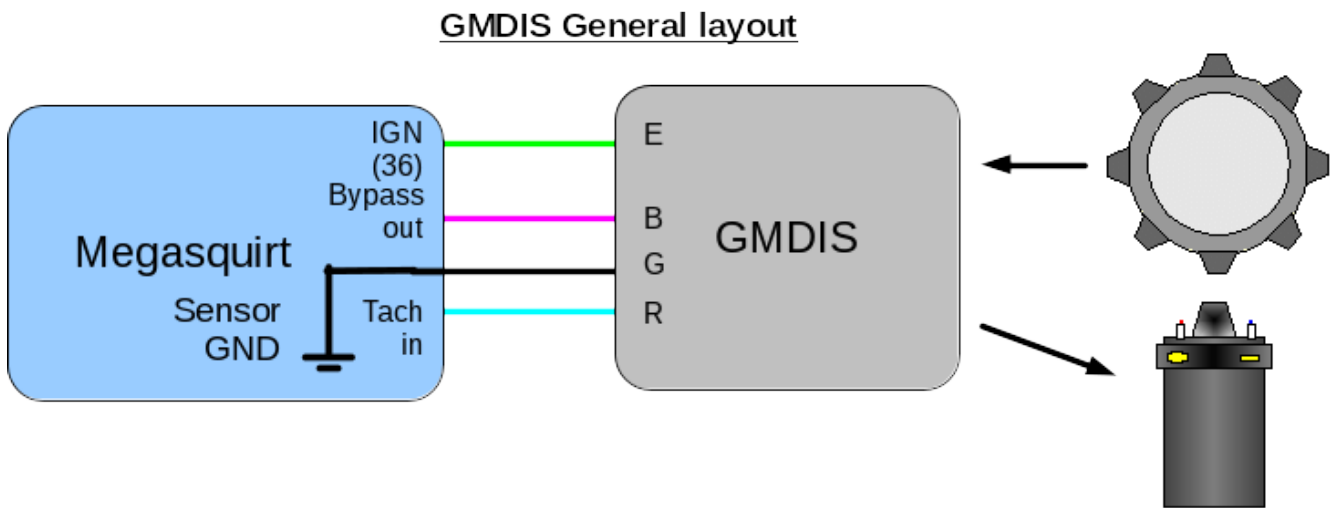 GMDIS General layout
IGN
(36)
Bypass
out
Megasquirt
Sensor
GND
Tach
in
E
B
G
R
GMDIS